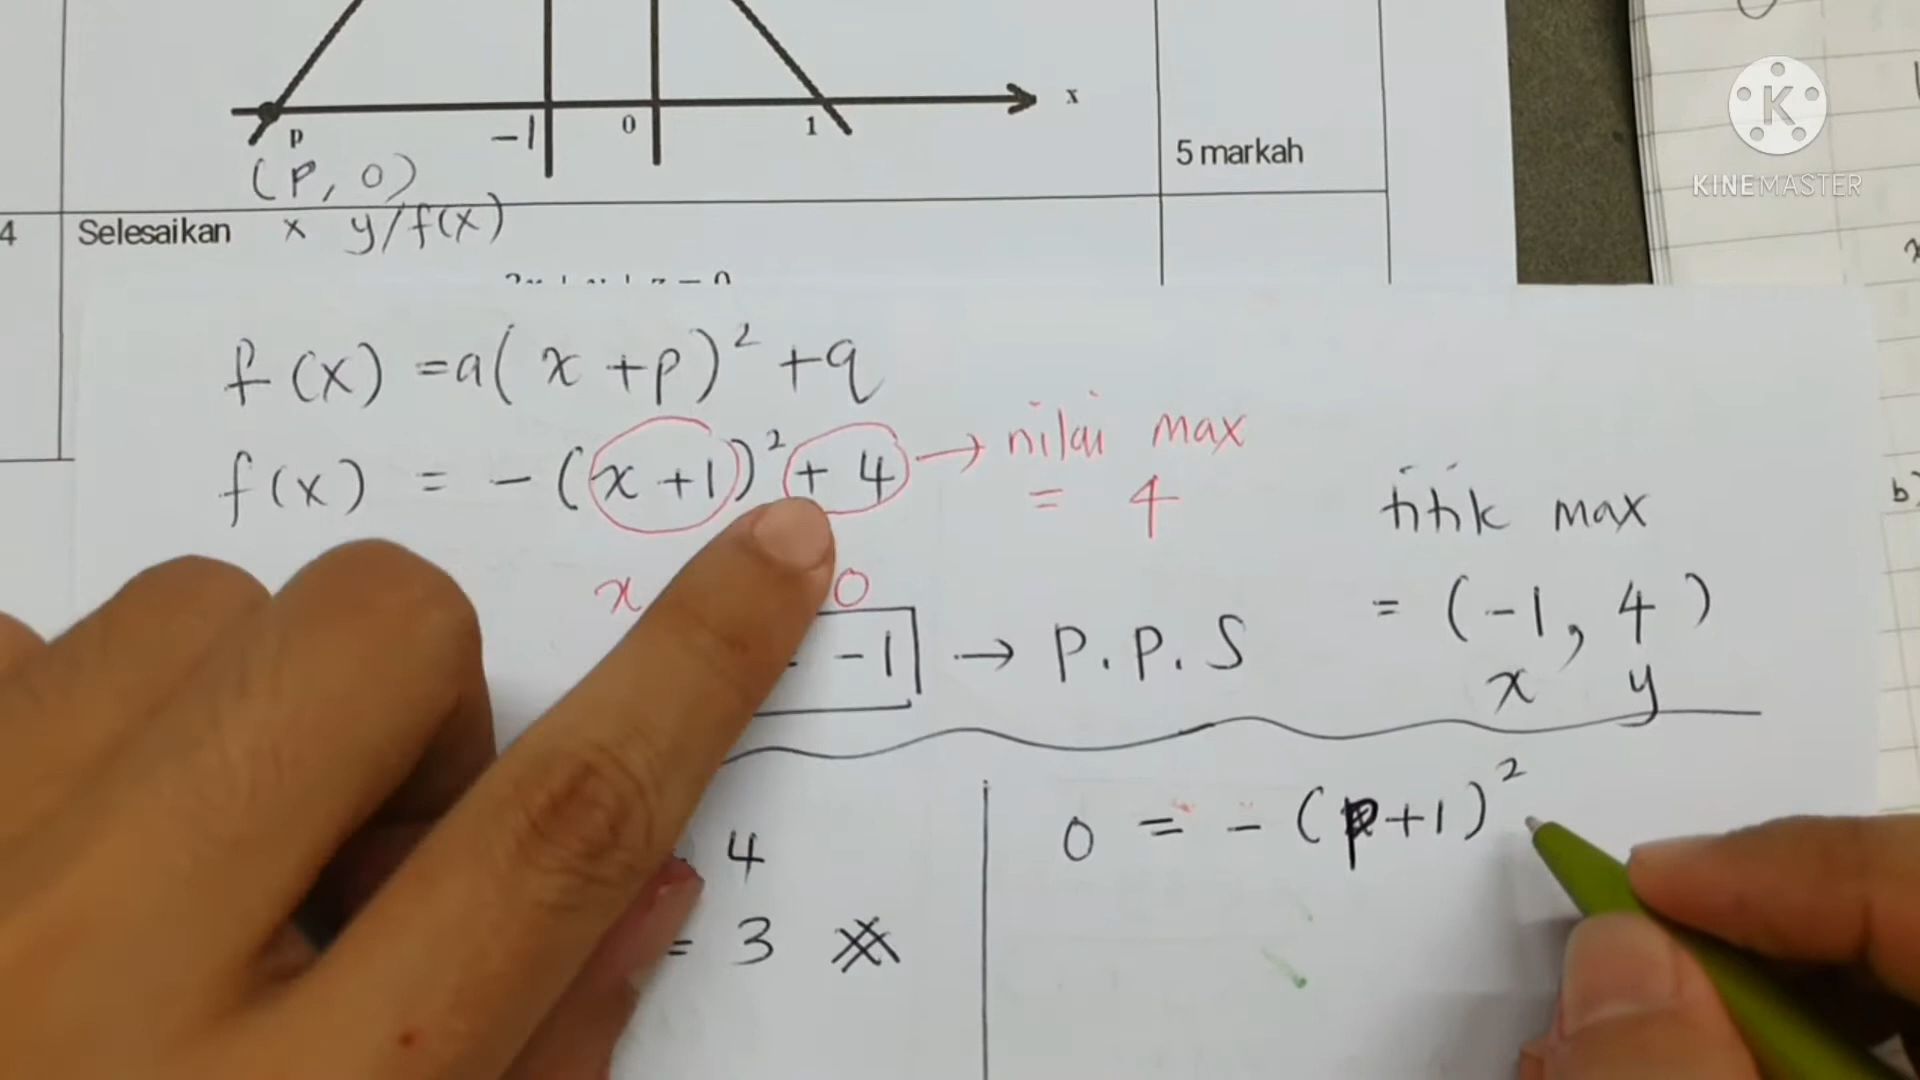 x
p
-1
0
1
(P, 0)
5 markah
KINEMASTER
4
Selesaikan x y/f(x)
f(x) = a(x + p)² + q
f(x) = -(x+1)² + 4 → nilai max
= 4
titik max
x 0
= (-1, 4)
= -1 → P.P.S
x y
4
0 = -(p+1)²
= 3
b)